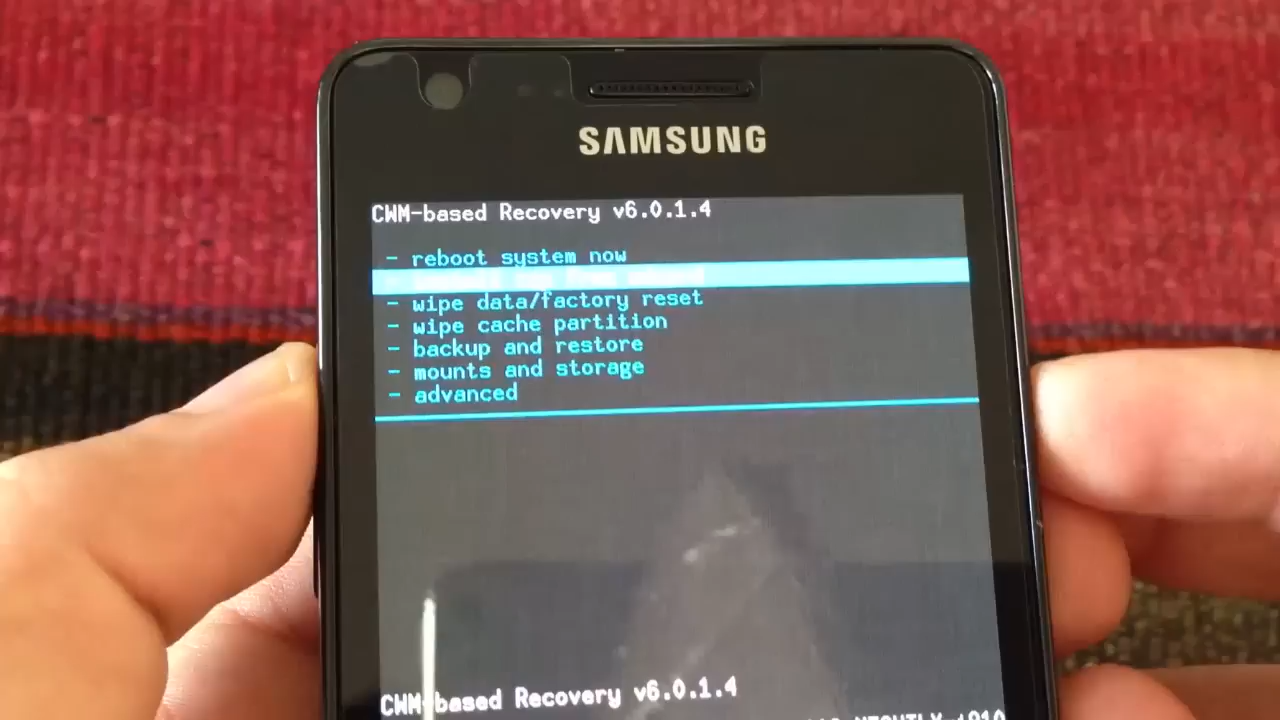 SAMSUNG
CWM-based Recovery v6.0.1.4
- reboot system now
- wipe data/factory reset
- wipe cache partition
- backup and restore
- mounts and storage
- advanced
CWM-based Recovery v6.0.1.4